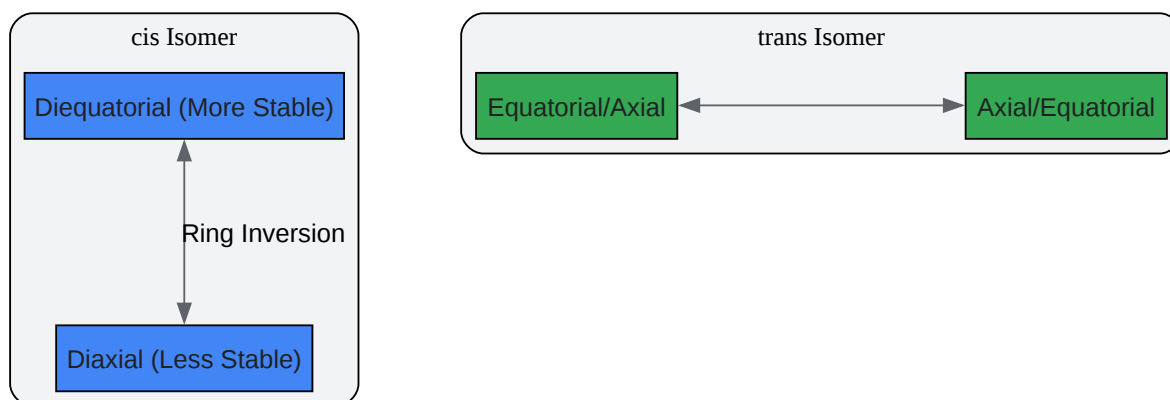 cis Isomer
Diequatorial (More Stable)
Ring Inversion
Diaxial (Less Stable)
trans Isomer
Equatorial/Axial
Axial/Equatorial